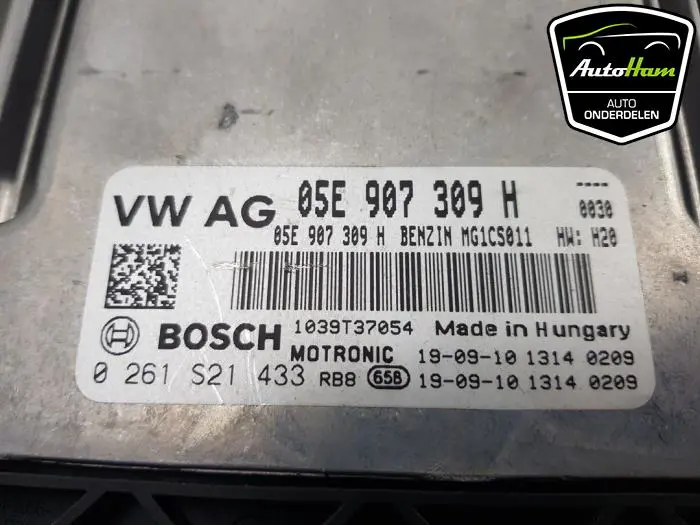 AutoHam
AUTO
ONDERDELEN
VW AG 05E 907 309 H ----
0030
05E 907 309 H BENZIN MG1CS011 HW: H20
BOSCH 1039T37054 Made in Hungary
MOTRONIC 19-09-10 1314 0209
0 261 S21 433 RB8 65B 19-09-10 1314 0209